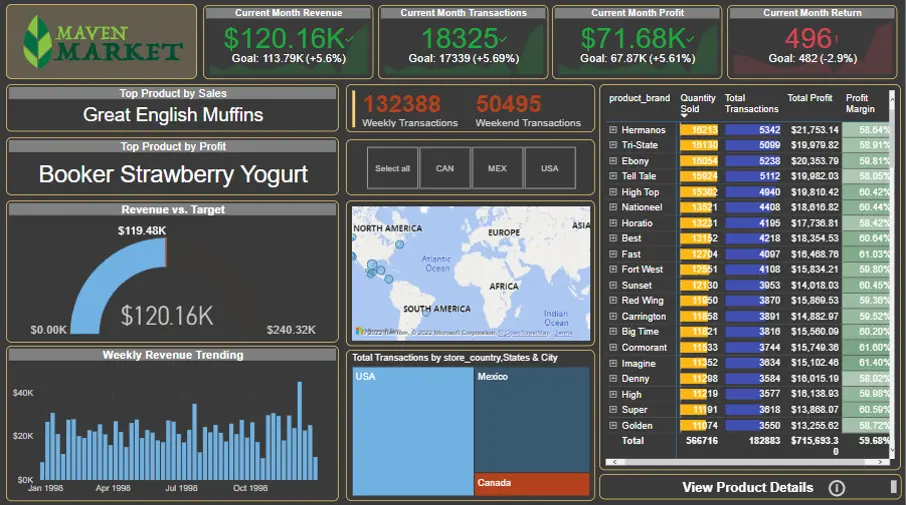 MAVEN
MARKET
Current Month Revenue
$120.16K
Goal: 113.79K (+5.6%)
Current Month Transactions
18325
Goal: 17339 (+5.69%)
Current Month Profit
$71.68K
Goal: 67.87K (+5.61%)
Current Month Return
496!
Goal: 482 (-2.9%)
Top Product by Sales
Great English Muffins
Top Product by Profit
Booker Strawberry Yogurt
132388
Weekly Transactions
50495
Weekend Transactions
Select all
CAN
MEX
USA
Revenue vs. Target
$119.48K
$120.16K
$0.00K
$240.32K
NORTH AMERICA
EUROPE
ASIA
Atlantic
Ocean
AFRICA
SOUTH AMERICA
Indian
Ocean
Microsoft
© 2022 TomTom, © 2022 Microsoft Corporation, © OpenStreetMap Terms
Weekly Revenue Trending
$40K
$20K
$0K
Jan 1998 Apr 1998 Jul 1998 Oct 1998
Total Transactions by store_country,States & City
USA
Mexico
Canada
product_brand Quantity Sold Total Transactions Total Profit Profit Margin
Hermanos 16213 5342 $21,753.14 58.64%
Tri-State 16130 5099 $19,979.82 58.91%
Ebony 16054 5238 $20,353.79 59.81%
Tell Tale 15924 5112 $19,982.03 58.05%
High Top 15302 4940 $19,810.42 60.42%
Nationeel 13521 4408 $18,616.82 60.44%
Horatio 13231 4195 $17,736.81 58.42%
Best 13152 4218 $18,354.53 60.64%
Fast 12704 4097 $16,468.76 61.03%
Fort West 12551 4108 $15,834.21 59.80%
Sunset 12130 3953 $14,018.03 60.45%
Red Wing 11950 3870 $15,869.53 59.36%
Carrington 11858 3891 $14,882.97 59.52%
Big Time 11821 3816 $15,560.09 60.20%
Cormorant 11533 3744 $15,749.36 61.60%
Imagine 11352 3634 $15,102.46 61.40%
Denny 11298 3584 $16,015.19 58.02%
High 11219 3577 $16,138.93 59.98%
Super 11191 3618 $13,868.07 60.59%
Golden 11074 3550 $13,255.62 58.72%
Total 566716 182883 $715,693.30 59.68%
View Product Details